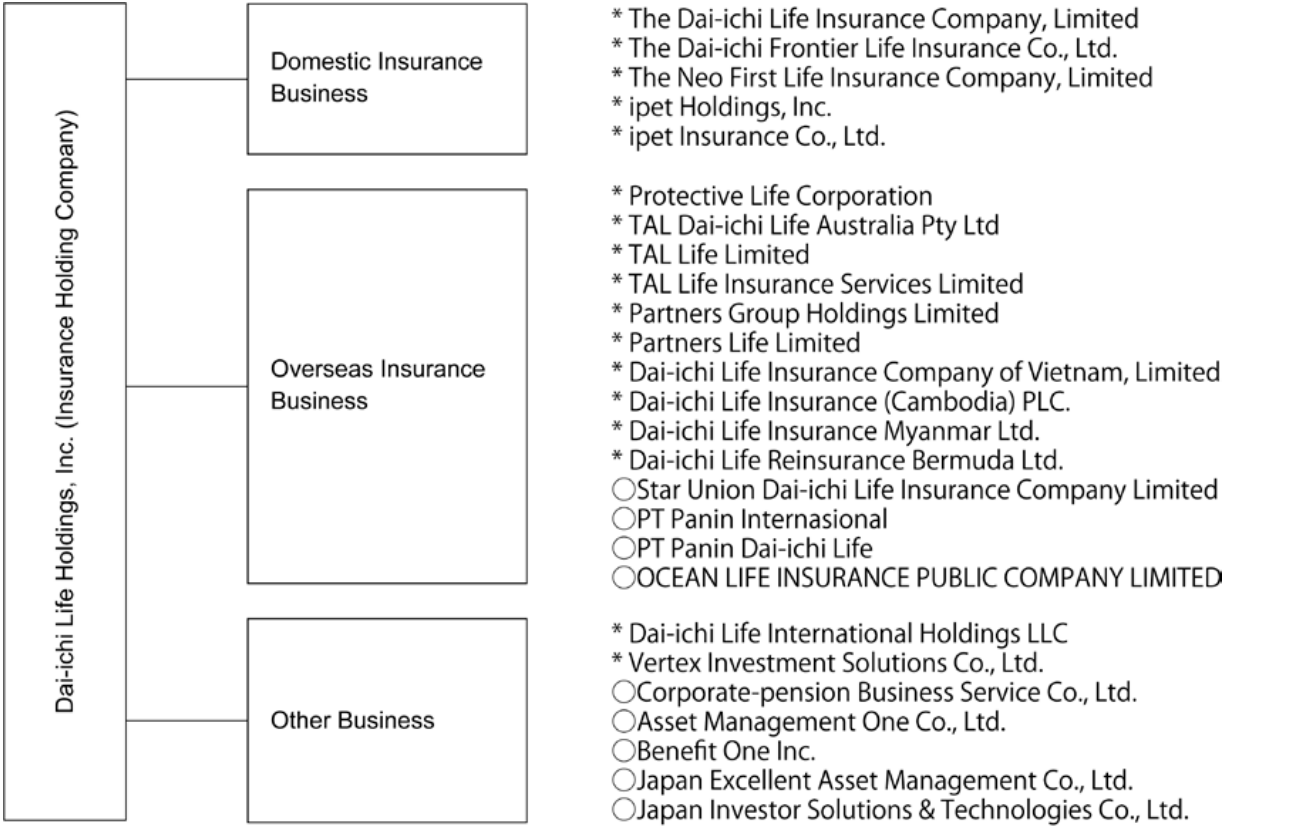 Dai-ichi Life Holdings, Inc. (Insurance Holding Company)
Domestic Insurance
Business
* The Dai-ichi Life Insurance Company, Limited
* The Dai-ichi Frontier Life Insurance Co., Ltd.
* The Neo First Life Insurance Company, Limited
* ipet Holdings, Inc.
* ipet Insurance Co., Ltd.
Overseas Insurance
Business
* Protective Life Corporation
* TAL Dai-ichi Life Australia Pty Ltd
* TAL Life Limited
* TAL Life Insurance Services Limited
* Partners Group Holdings Limited
* Partners Life Limited
* Dai-ichi Life Insurance Company of Vietnam, Limited
* Dai-ichi Life Insurance (Cambodia) PLC.
* Dai-ichi Life Insurance Myanmar Ltd.
* Dai-ichi Life Reinsurance Bermuda Ltd.
○Star Union Dai-ichi Life Insurance Company Limited
○PT Panin Internasional
○PT Panin Dai-ichi Life
○OCEAN LIFE INSURANCE PUBLIC COMPANY LIMITED
Other Business
* Dai-ichi Life International Holdings LLC
* Vertex Investment Solutions Co., Ltd.
○Corporate-pension Business Service Co., Ltd.
○Asset Management One Co., Ltd.
○Benefit One Inc.
○Japan Excellent Asset Management Co., Ltd.
○Japan Investor Solutions & Technologies Co., Ltd.